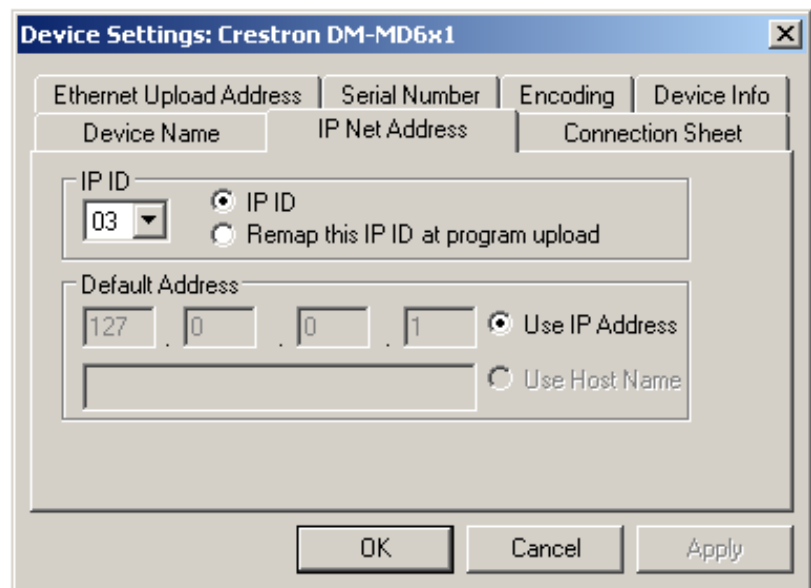 Device Settings: Crestron DM-MD6x1
Ethernet Upload Address Serial Number Encoding Device Info
Device Name IP Net Address Connection Sheet
IP ID
03 IP ID
Remap this IP ID at program upload
Default Address
127 . 0 . 0 . 1 Use IP Address
Use Host Name
OK Cancel Apply